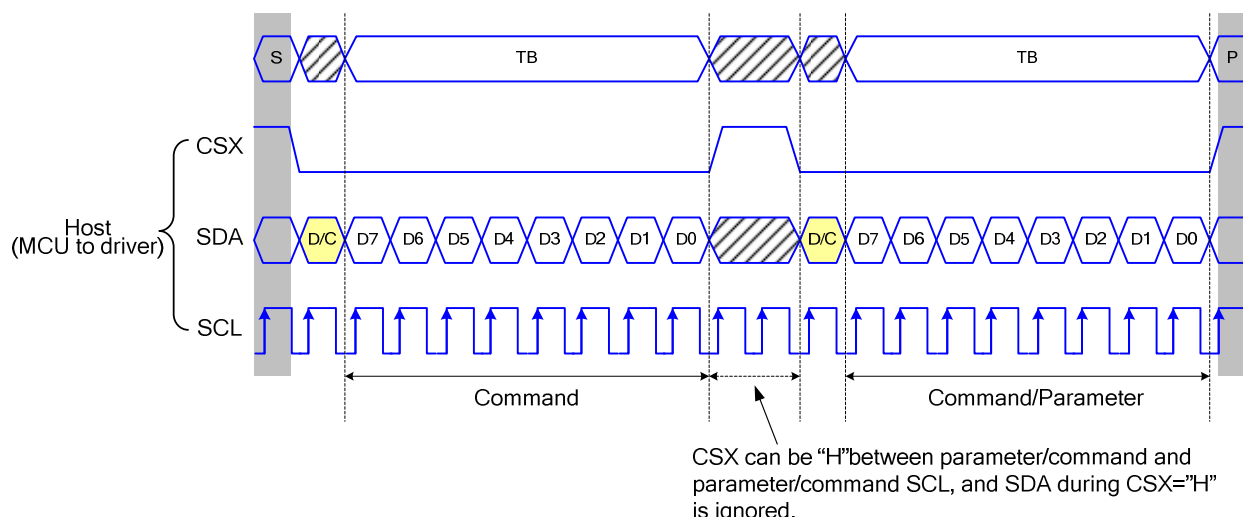 S TB TB P
CSX
Host
(MCU to driver)
SDA D/C D7 D6 D5 D4 D3 D2 D1 D0 D/C D7 D6 D5 D4 D3 D2 D1 D0
SCL
Command Command/Parameter
CSX can be “H”between parameter/command and
parameter/command SCL, and SDA during CSX=”H”
is ignored.